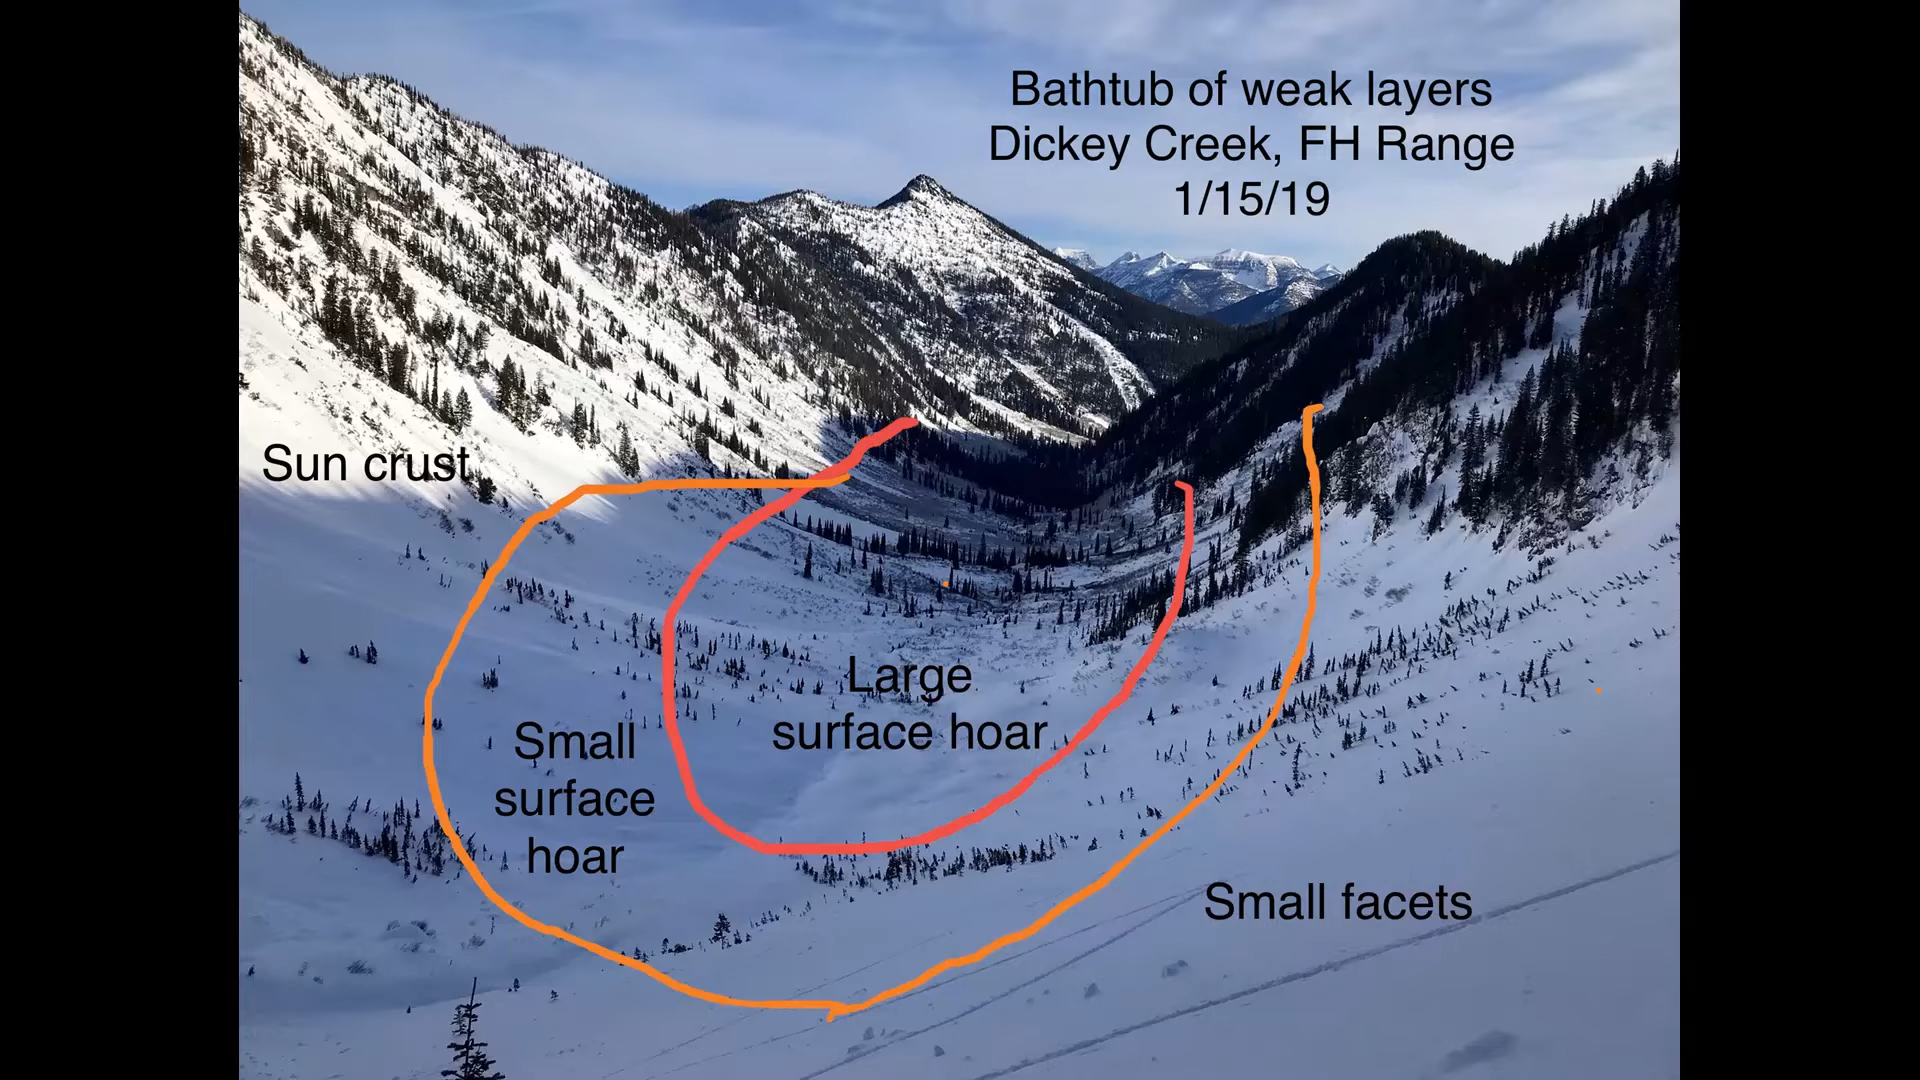 Bathtub of weak layers
Dickey Creek, FH Range
1/15/19
Sun crust
Large
surface hoar
Small
surface
hoar
Small facets